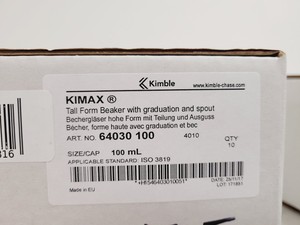 Kimble
www.kimble-chase.com
KIMAX ®
Tall Form Beaker with graduation and spout
Bechergläser hohe Form mit Teilung und Ausguss
Bécher, forme haute avec graduation et bec
ART. NO. 64030 100 4010 QTY
10
SIZE/CAP 100 mL
APPLICABLE STANDARD: ISO 3819
Made in EU
816